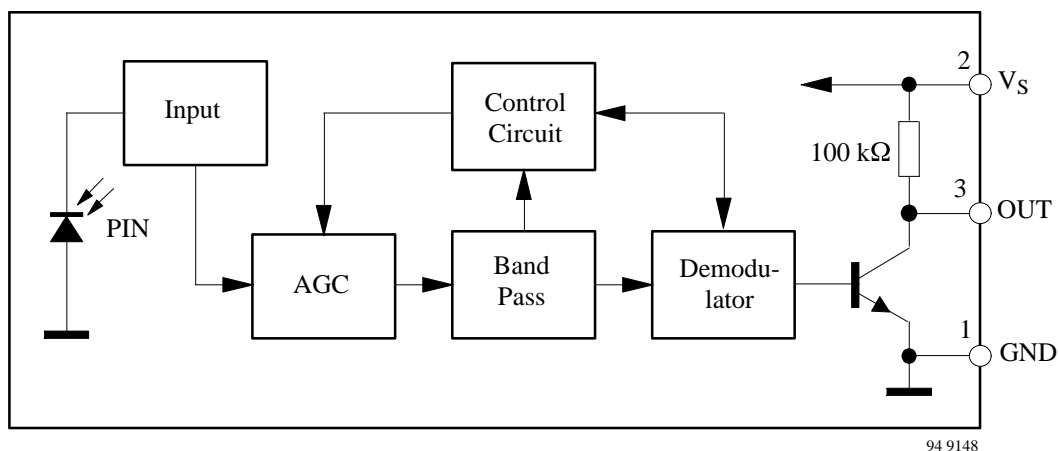 2
V_S
Input
Control
Circuit
100 kΩ
3
OUT
PIN
AGC
Band
Pass
Demodu-
lator
1
GND
94 9148